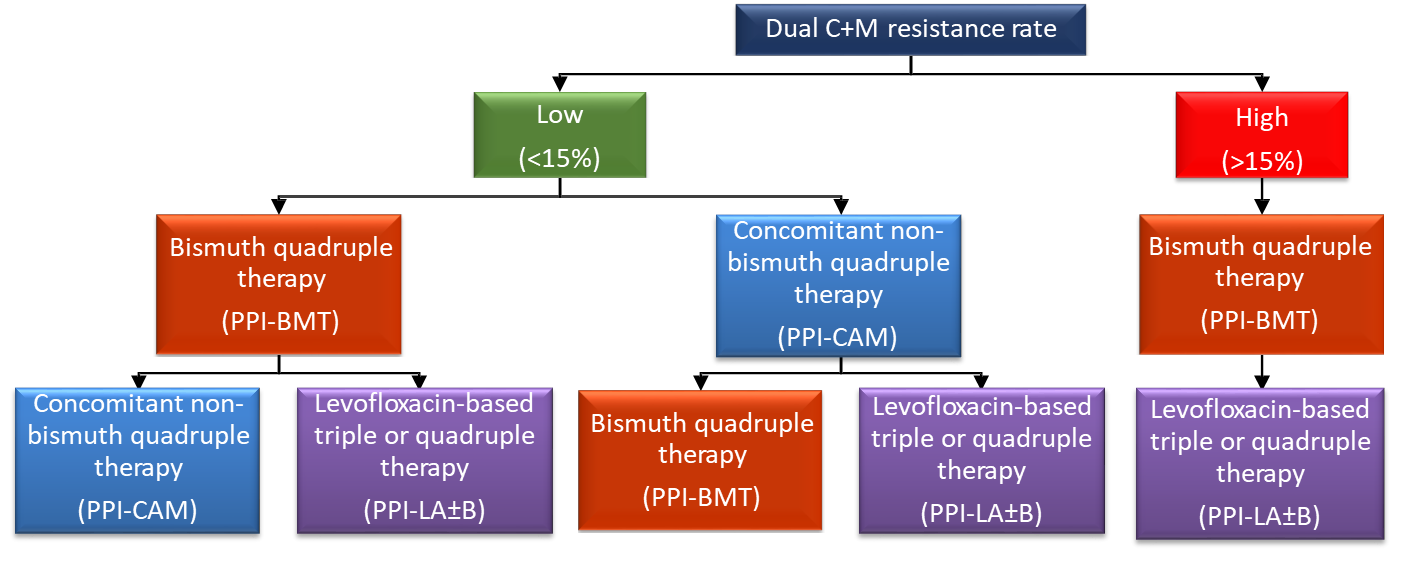 Dual C+M resistance rate
Low
(<15%)
High
(>15%)
Bismuth quadruple
therapy
(PPI-BMT)
Concomitant non-
bismuth quadruple
therapy
(PPI-CAM)
Bismuth quadruple
therapy
(PPI-BMT)
Concomitant non-
bismuth quadruple
therapy
(PPI-CAM)
Levofloxacin-based
triple or quadruple
therapy
(PPI-LA±B)
Bismuth quadruple
therapy
(PPI-BMT)
Levofloxacin-based
triple or quadruple
therapy
(PPI-LA±B)
Levofloxacin-based
triple or quadruple
therapy
(PPI-LA±B)